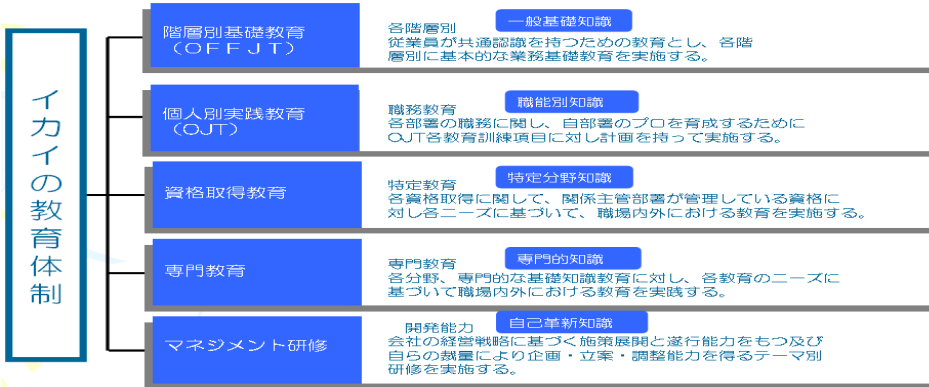 イカイの教育体制
階層別基礎教育
（ＯＦＦＪＴ）
各階層別 一般基礎知識
従業員が共通認識を持つための教育とし、各階
層別に基本的な業務基礎教育を実施する。
個人別実践教育
（OJT）
職務教育 職能別知識
各部署の職務に関し、自部署のプロを育成するために
OJT各教育訓練項目に対し計画を持って実施する。
資格取得教育
特定教育 特定分野知識
各資格取得に関して、関係主管部署が管理している資格に
対し各ニーズに基づいて、職場内外における教育を実施する。
専門教育
専門教育 専門的知識
各分野、専門的な基礎知識教育に対し、各教育のニーズに
基づいて職場内外における教育を実践する。
マネジメント研修
開発能力 自己革新知識
会社の経営戦略に基づく施策展開と遂行能力をもつ及び
自らの裁量により企画・立案・調整能力を得るテーマ別
研修を実施する。